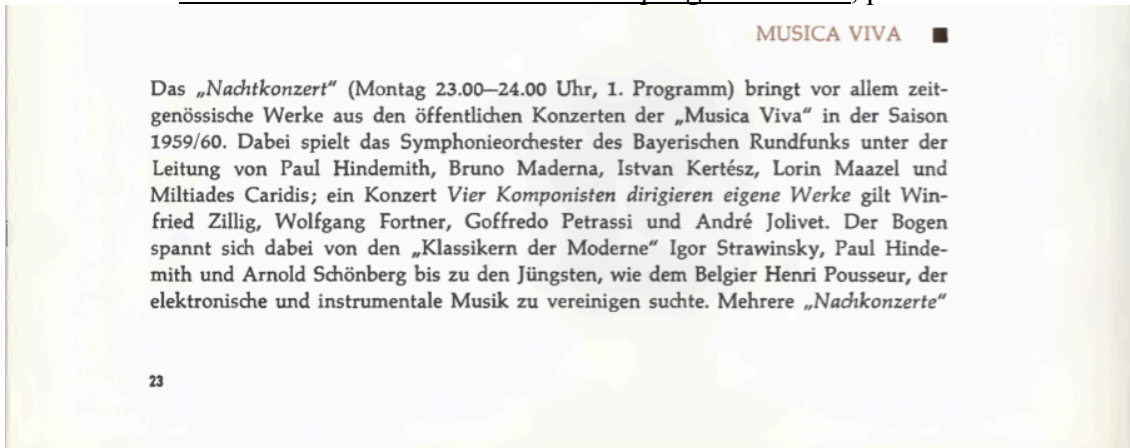 MUSICA VIVA ■
Das „Nachtkonzert" (Montag 23.00—24.00 Uhr, 1. Programm) bringt vor allem zeit-
genössische Werke aus den öffentlichen Konzerten der „Musica Viva" in der Saison
1959/60. Dabei spielt das Symphonieorchester des Bayerischen Rundfunks unter der
Leitung von Paul Hindemith, Bruno Maderna, Istvan Kertész, Lorin Maazel und
Miltiades Caridis; ein Konzert Vier Komponisten dirigieren eigene Werke gilt Win-
fried Zillig, Wolfgang Fortner, Goffredo Petrassi und André Jolivet. Der Bogen
spannt sich dabei von den „Klassikern der Moderne" Igor Strawinsky, Paul Hinde-
mith und Arnold Schönberg bis zu den Jüngsten, wie dem Belgier Henri Pousseur, der
elektronische und instrumentale Musik zu vereinigen suchte. Mehrere „Nachkonzerte"
23